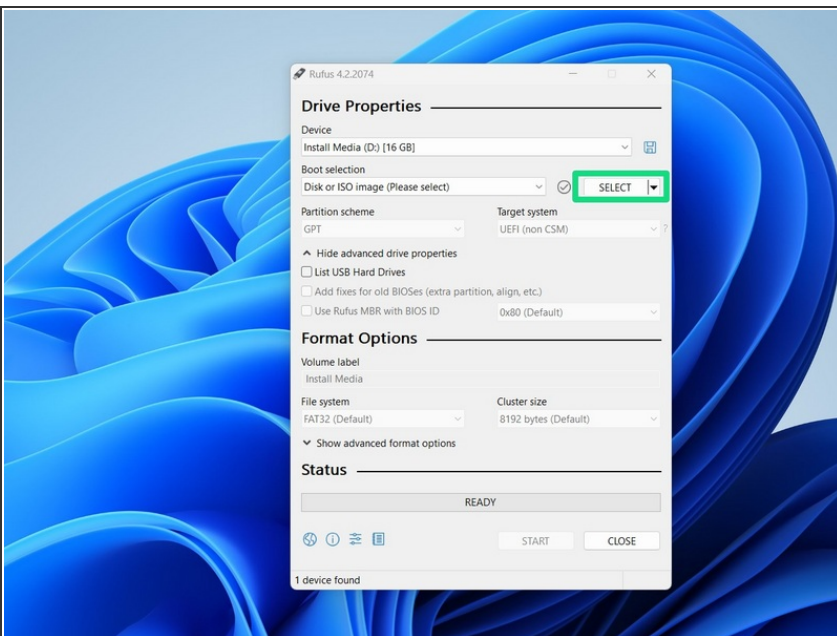 Rufus 4.2.2074
Drive Properties
Device
Install Media (D:) [16 GB]
Boot selection
Disk or ISO image (Please select)
SELECT
Partition scheme
Target system
GPT
UEFI (non CSM)
?
Hide advanced drive properties
List USB Hard Drives
Add fixes for old BIOSes (extra partition, align, etc.)
Use Rufus MBR with BIOS ID
0x80 (Default)
Format Options
Volume label
Install Media
File system
Cluster size
FAT32 (Default)
8192 bytes (Default)
Show advanced format options
Status
READY
START
CLOSE
1 device found